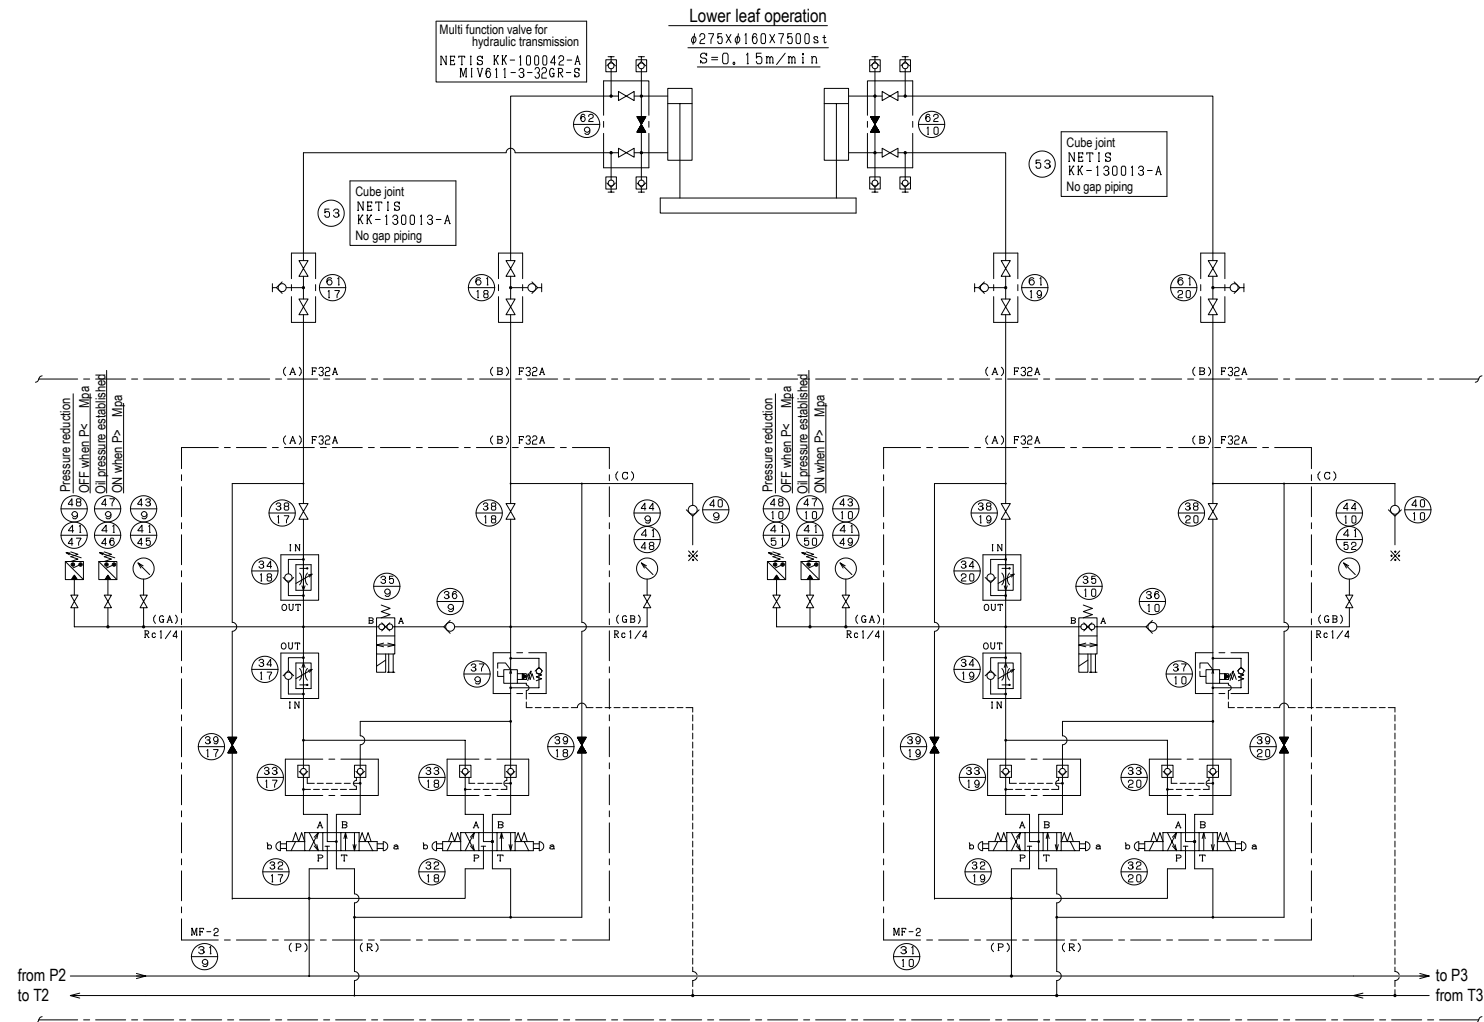 Lower leaf operation
φ275Xφ160X7500st
S=0.15m/min
Multi function valve for
hydraulic transmission
NETIS KK-100042-A
MIV611-3-32GR-S
62
9
62
10
53
Cube joint
NETIS
KK-130013-A
No gap piping
53
Cube joint
NETIS
KK-130013-A
No gap piping
61
17
61
18
61
19
61
20
(A) F32A
(B) F32A
(A) F32A
(B) F32A
Pressure reduction
OFF when P< Mpa
Oil pressure established
ON when P> Mpa
Pressure reduction
OFF when P< Mpa
Oil pressure established
ON when P> Mpa
(A) F32A
(B) F32A
(A) F32A
(B) F32A
(C)
(C)
48
9
47
9
43
9
41
47
41
46
41
45
38
17
38
18
44
9
41
48
40
9
※
48
10
47
10
43
10
41
51
41
50
41
49
38
19
38
20
44
10
41
52
40
10
※
IN
34
18
OUT
35
9
B A
36
9
(GA)
Rc1/4
(GB)
Rc1/4
IN
34
20
OUT
35
10
B A
36
10
(GA)
Rc1/4
(GB)
Rc1/4
OUT
34
17
IN
37
9
OUT
34
19
IN
37
10
39
17
39
18
39
19
39
20
33
17
33
18
33
19
33
20
A B
b a
P T
32
17
A B
b a
P T
32
18
A B
b a
P T
32
19
A B
b a
P T
32
20
MF-2
31
9
(P) (R)
MF-2
31
10
(P) (R)
from P2
to P3
to T2
from T3